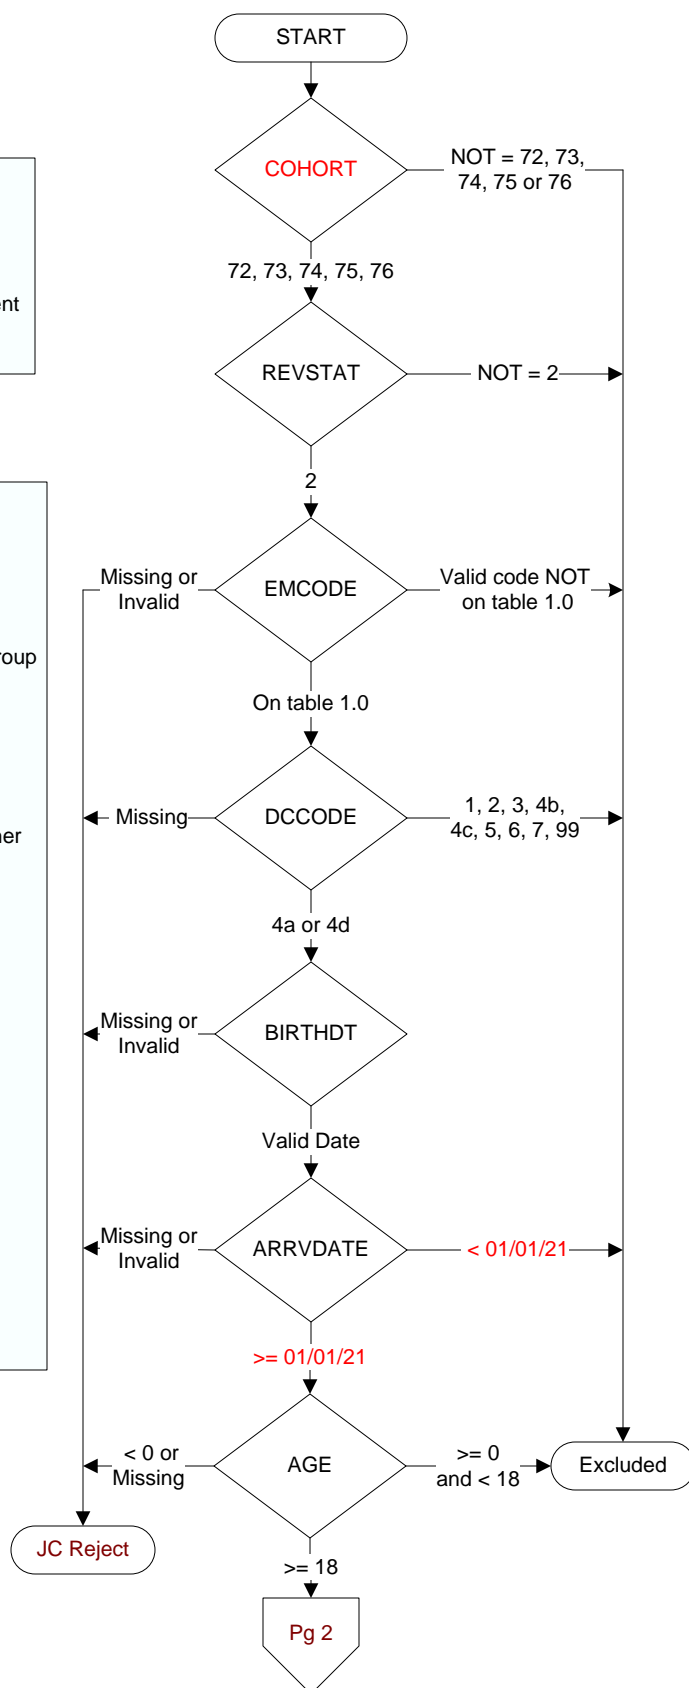 START
COHORT
NOT = 72, 73,
74, 75 or 76
72, 73, 74, 75, 76
ent
REVSTAT
NOT = 2
2
Missing or
Invalid
EMCODE
Valid code NOT
on table 1.0
roup
On table 1.0
Missing
DCCODE
1, 2, 3, 4b,
4c, 5, 6, 7, 99
ner
4a or 4d
Missing or
Invalid
BIRTHDT
Valid Date
Missing or
Invalid
ARRVDATE
< 01/01/21
>= 01/01/21
< 0 or
Missing
AGE
>= 0
and < 18
Excluded
JC Reject
>= 18
Pg 2